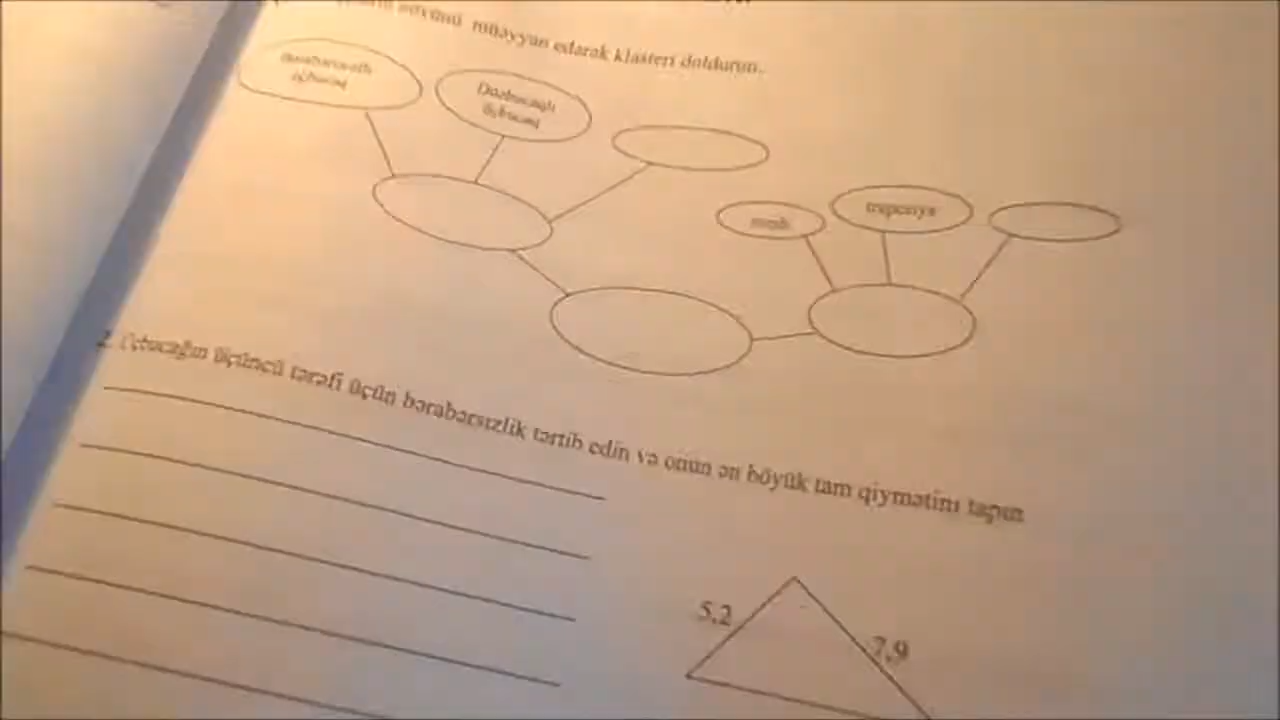 müəyyən edərək klasteri doldurun.
üçbucaq
Düzbucaqlı
üçbucaq
romb
trapesiya
2. Üçbucağın üçüncü tərəfi üçün bərabərsizlik tərtib edin və onun ən böyük tam qiymətini tapın
5,2
7,9